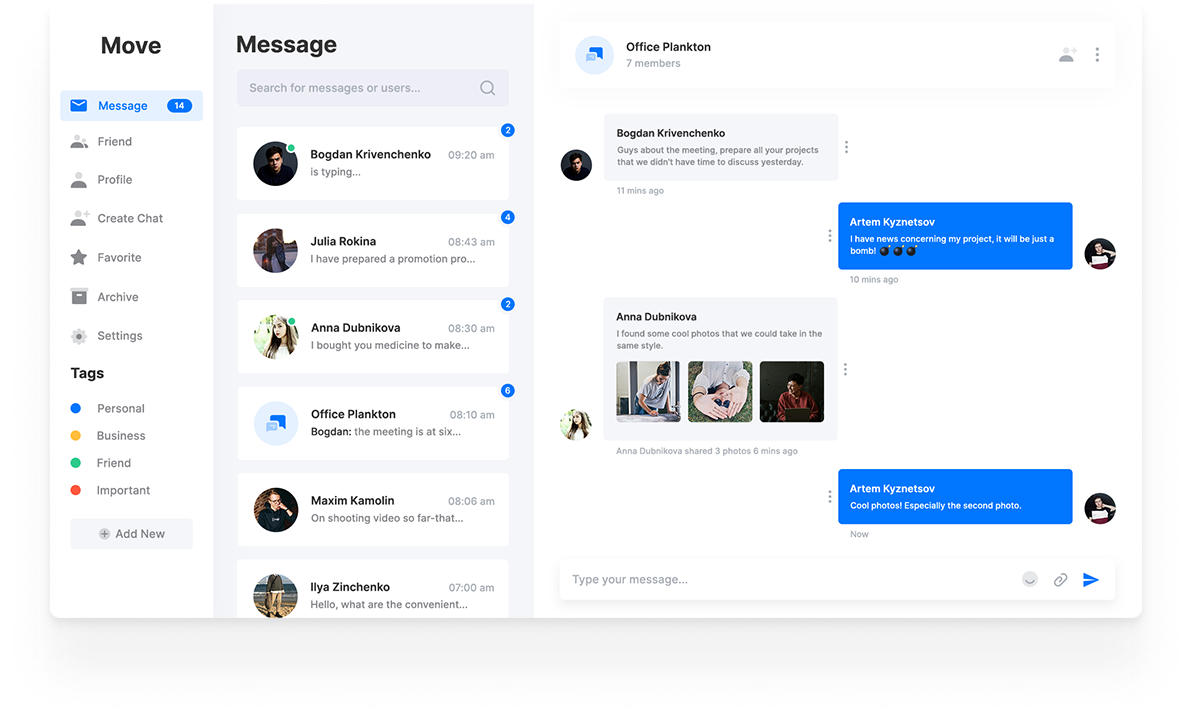 Move
Message 14
Friend
Profile
Create Chat
Favorite
Archive
Settings
Tags
Personal
Business
Friend
Important
Add New
Message
Search for messages or users...
2
Bogdan Krivenchenko 09:20 am
is typing...
4
Julia Rokina 08:43 am
I have prepared a promotion pro...
2
Anna Dubnikova 08:30 am
I bought you medicine to make...
6
Office Plankton 08:10 am
Bogdan: the meeting is at six...
Maxim Kamolin 08:06 am
On shooting video so far-that...
Ilya Zinchenko 07:00 am
Hello, what are the convenient...
Office Plankton
7 members
Bogdan Krivenchenko
Guys about the meeting, prepare all your projects
that we didn't have time to discuss yesterday.
11 mins ago
Artem Kyznetsov
I have news concerning my project, it will be just a
bomb! 💣 💣 💣
10 mins ago
Anna Dubnikova
I found some cool photos that we could take in the
same style.
Anna Dubnikova shared 3 photos 6 mins ago
Artem Kyznetsov
Cool photos! Especially the second photo.
Now
Type your message...